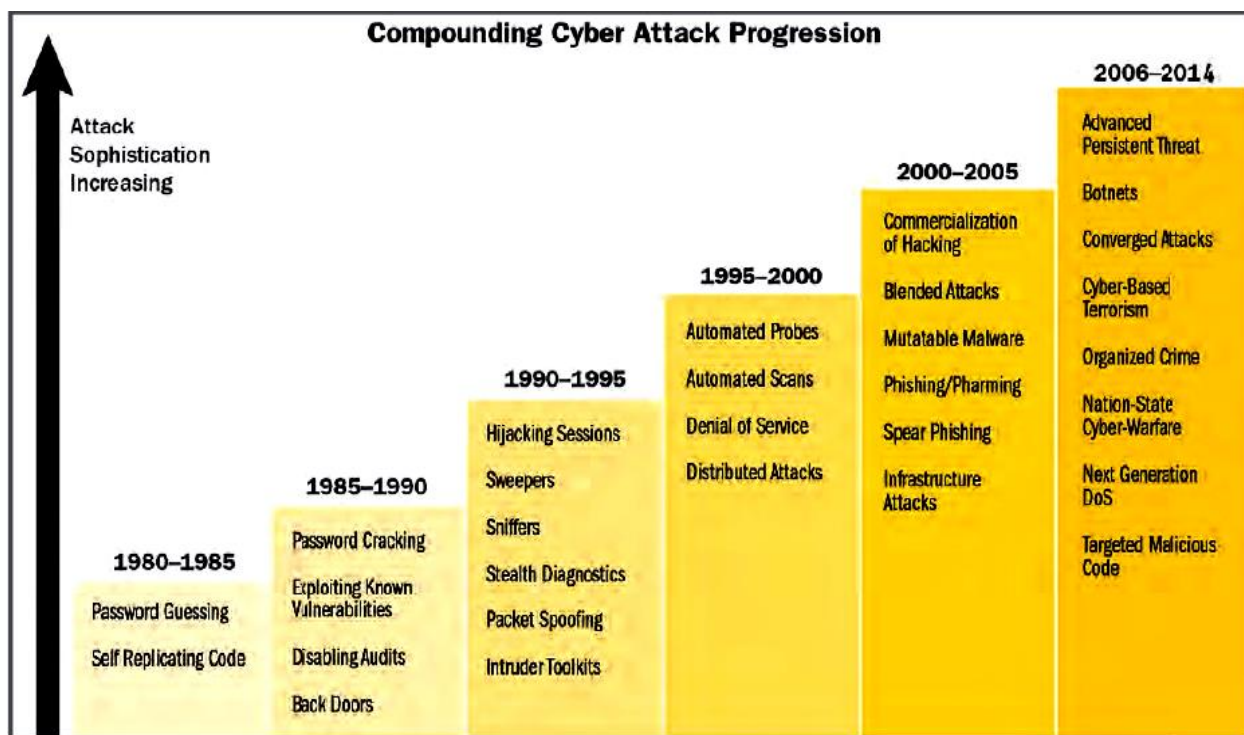 Compounding Cyber Attack Progression
Attack
Sophistication
Increasing
1980–1985
Password Guessing
Self Replicating Code
1985–1990
Password Cracking
Exploiting Known
Vulnerabilities
Disabling Audits
Back Doors
1990–1995
Hijacking Sessions
Sweepers
Sniffers
Stealth Diagnostics
Packet Spoofing
Intruder Toolkits
1995–2000
Automated Probes
Automated Scans
Denial of Service
Distributed Attacks
2000–2005
Commercialization
of Hacking
Blended Attacks
Mutatable Malware
Phishing/Pharming
Spear Phishing
Infrastructure
Attacks
2006–2014
Advanced
Persistent Threat
Botnets
Converged Attacks
Cyber-Based
Terrorism
Organized Crime
Nation-State
Cyber-Warfare
Next Generation
DoS
Targeted Malicious
Code